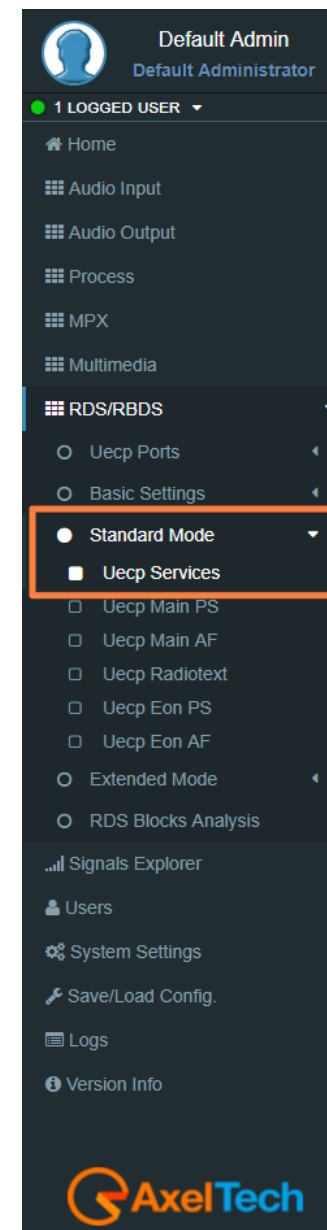 Default Admin
Default Administrator
1 LOGGED USER
Home
Audio Input
Audio Output
Process
MPX
Multimedia
RDS/RBDS
Uecp Ports
Basic Settings
Standard Mode
Uecp Services
Uecp Main PS
Uecp Main AF
Uecp Radiotext
Uecp Eon PS
Uecp Eon AF
Extended Mode
RDS Blocks Analysis
Signals Explorer
Users
System Settings
Save/Load Config.
Logs
Version Info
AxelTech